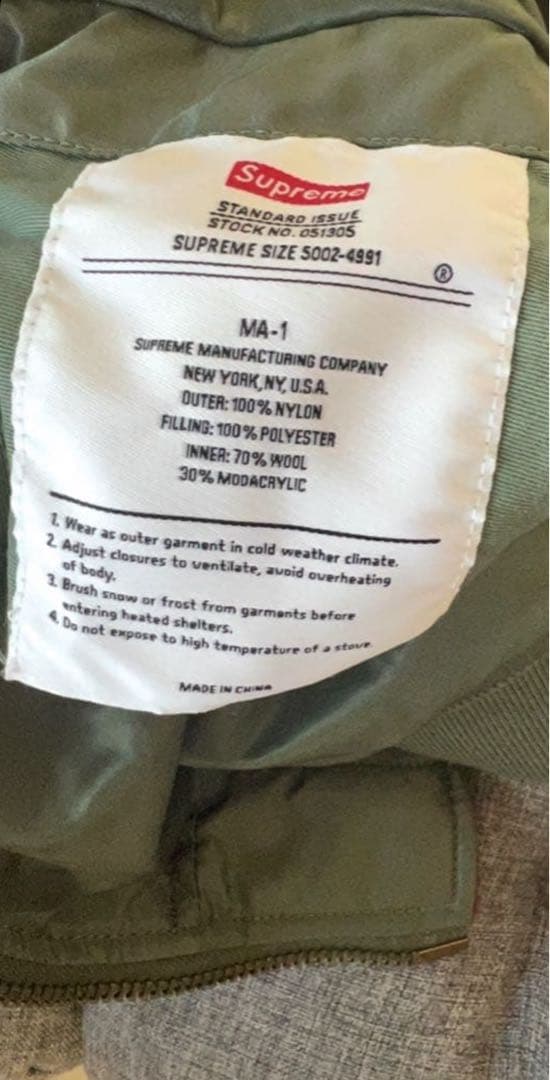 Supreme
STANDARD ISSUE
STOCK NO. 051305
SUPREME SIZE 5002-4991
®
MA-1
SUPREME MANUFACTURING COMPANY
NEW YORK, NY, U.S.A.
OUTER: 100% NYLON
FILLING: 100% POLYESTER
INNER: 70% WOOL
30% MODACRYLIC
1. Wear as outer garment in cold weather climate.
2. Adjust closures to ventilate, avoid overheating
of body.
3. Brush snow or frost from garments before
entering heated shelters.
4. Do not expose to high temperature of a stove.
MADE IN CHINA